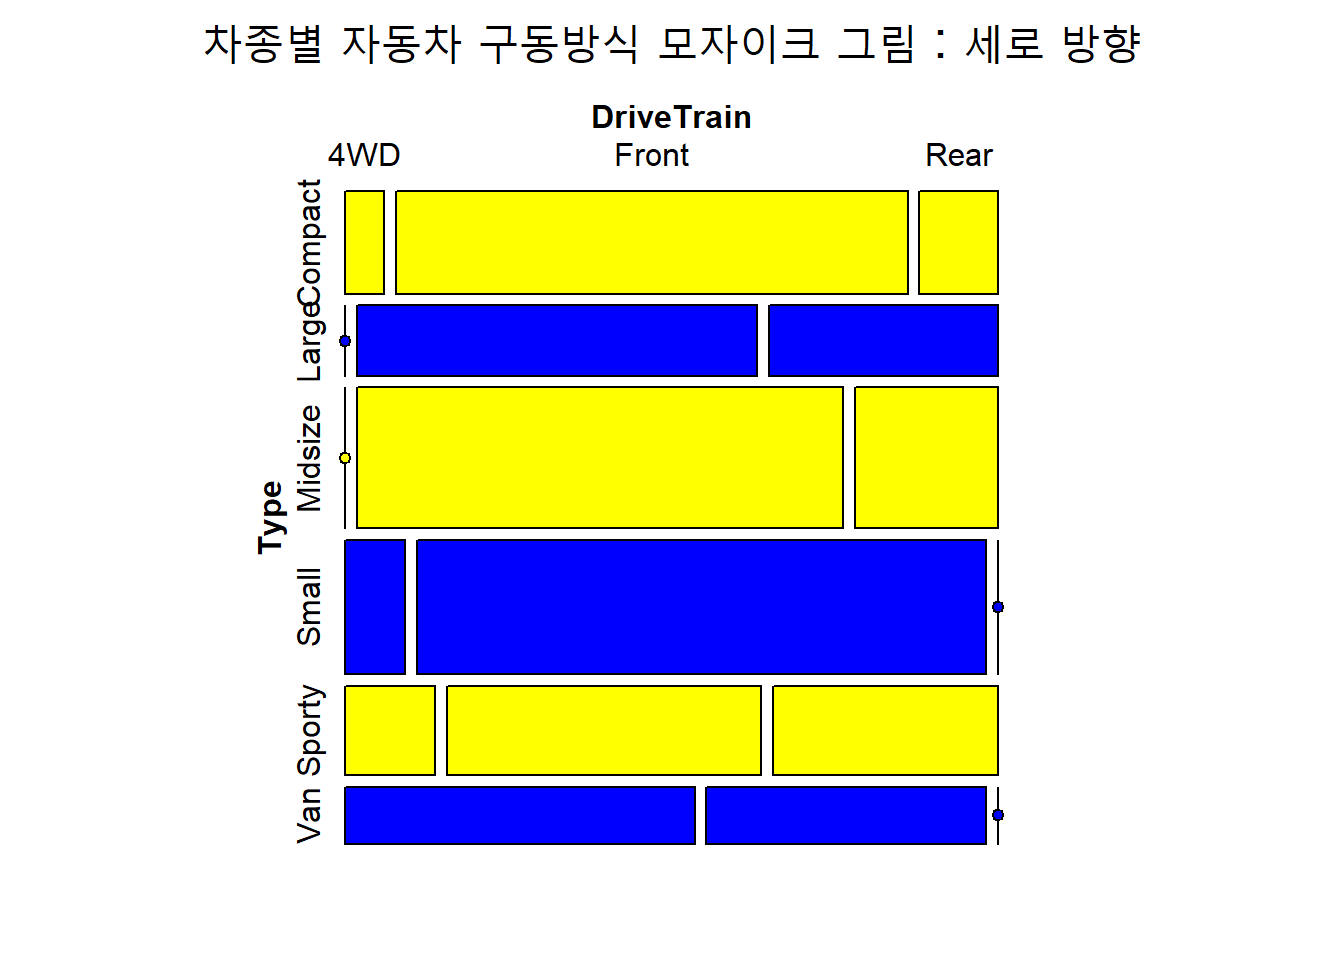 차종별 자동차 구동방식 모자이크 그림 : 세로 방향
DriveTrain
4WD Front Rear
Type
Compact
Large
Midsize
Small
Sporty
Van